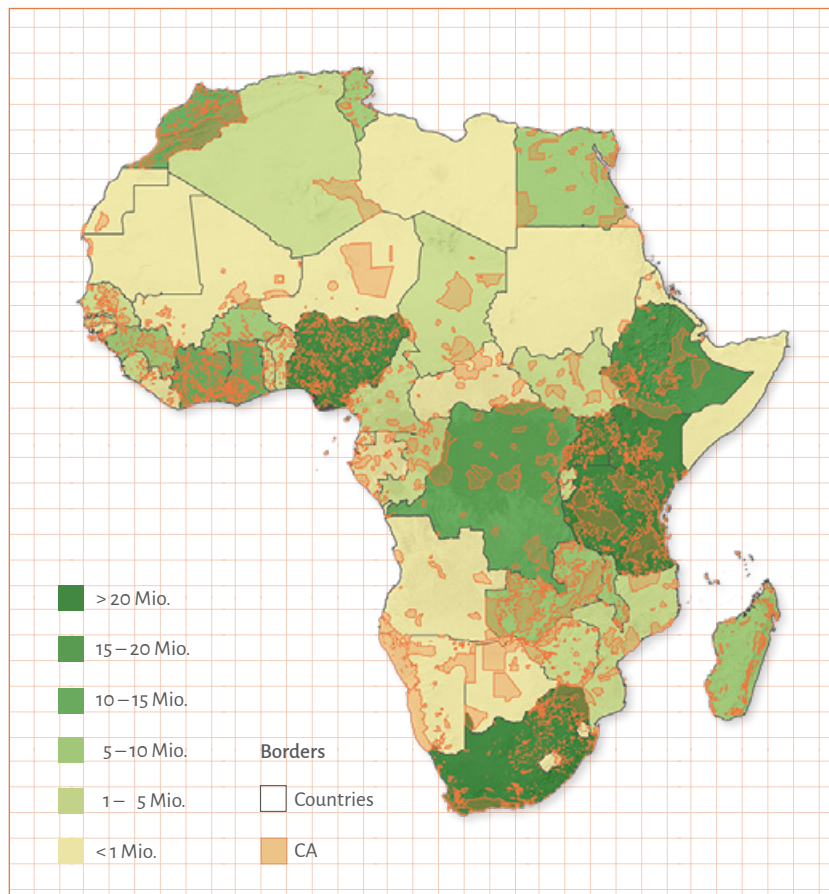 > 20 Mio.
15 – 20 Mio.
10 – 15 Mio.
5 – 10 Mio.
1 – 5 Mio.
< 1 Mio.
Borders
Countries
CA